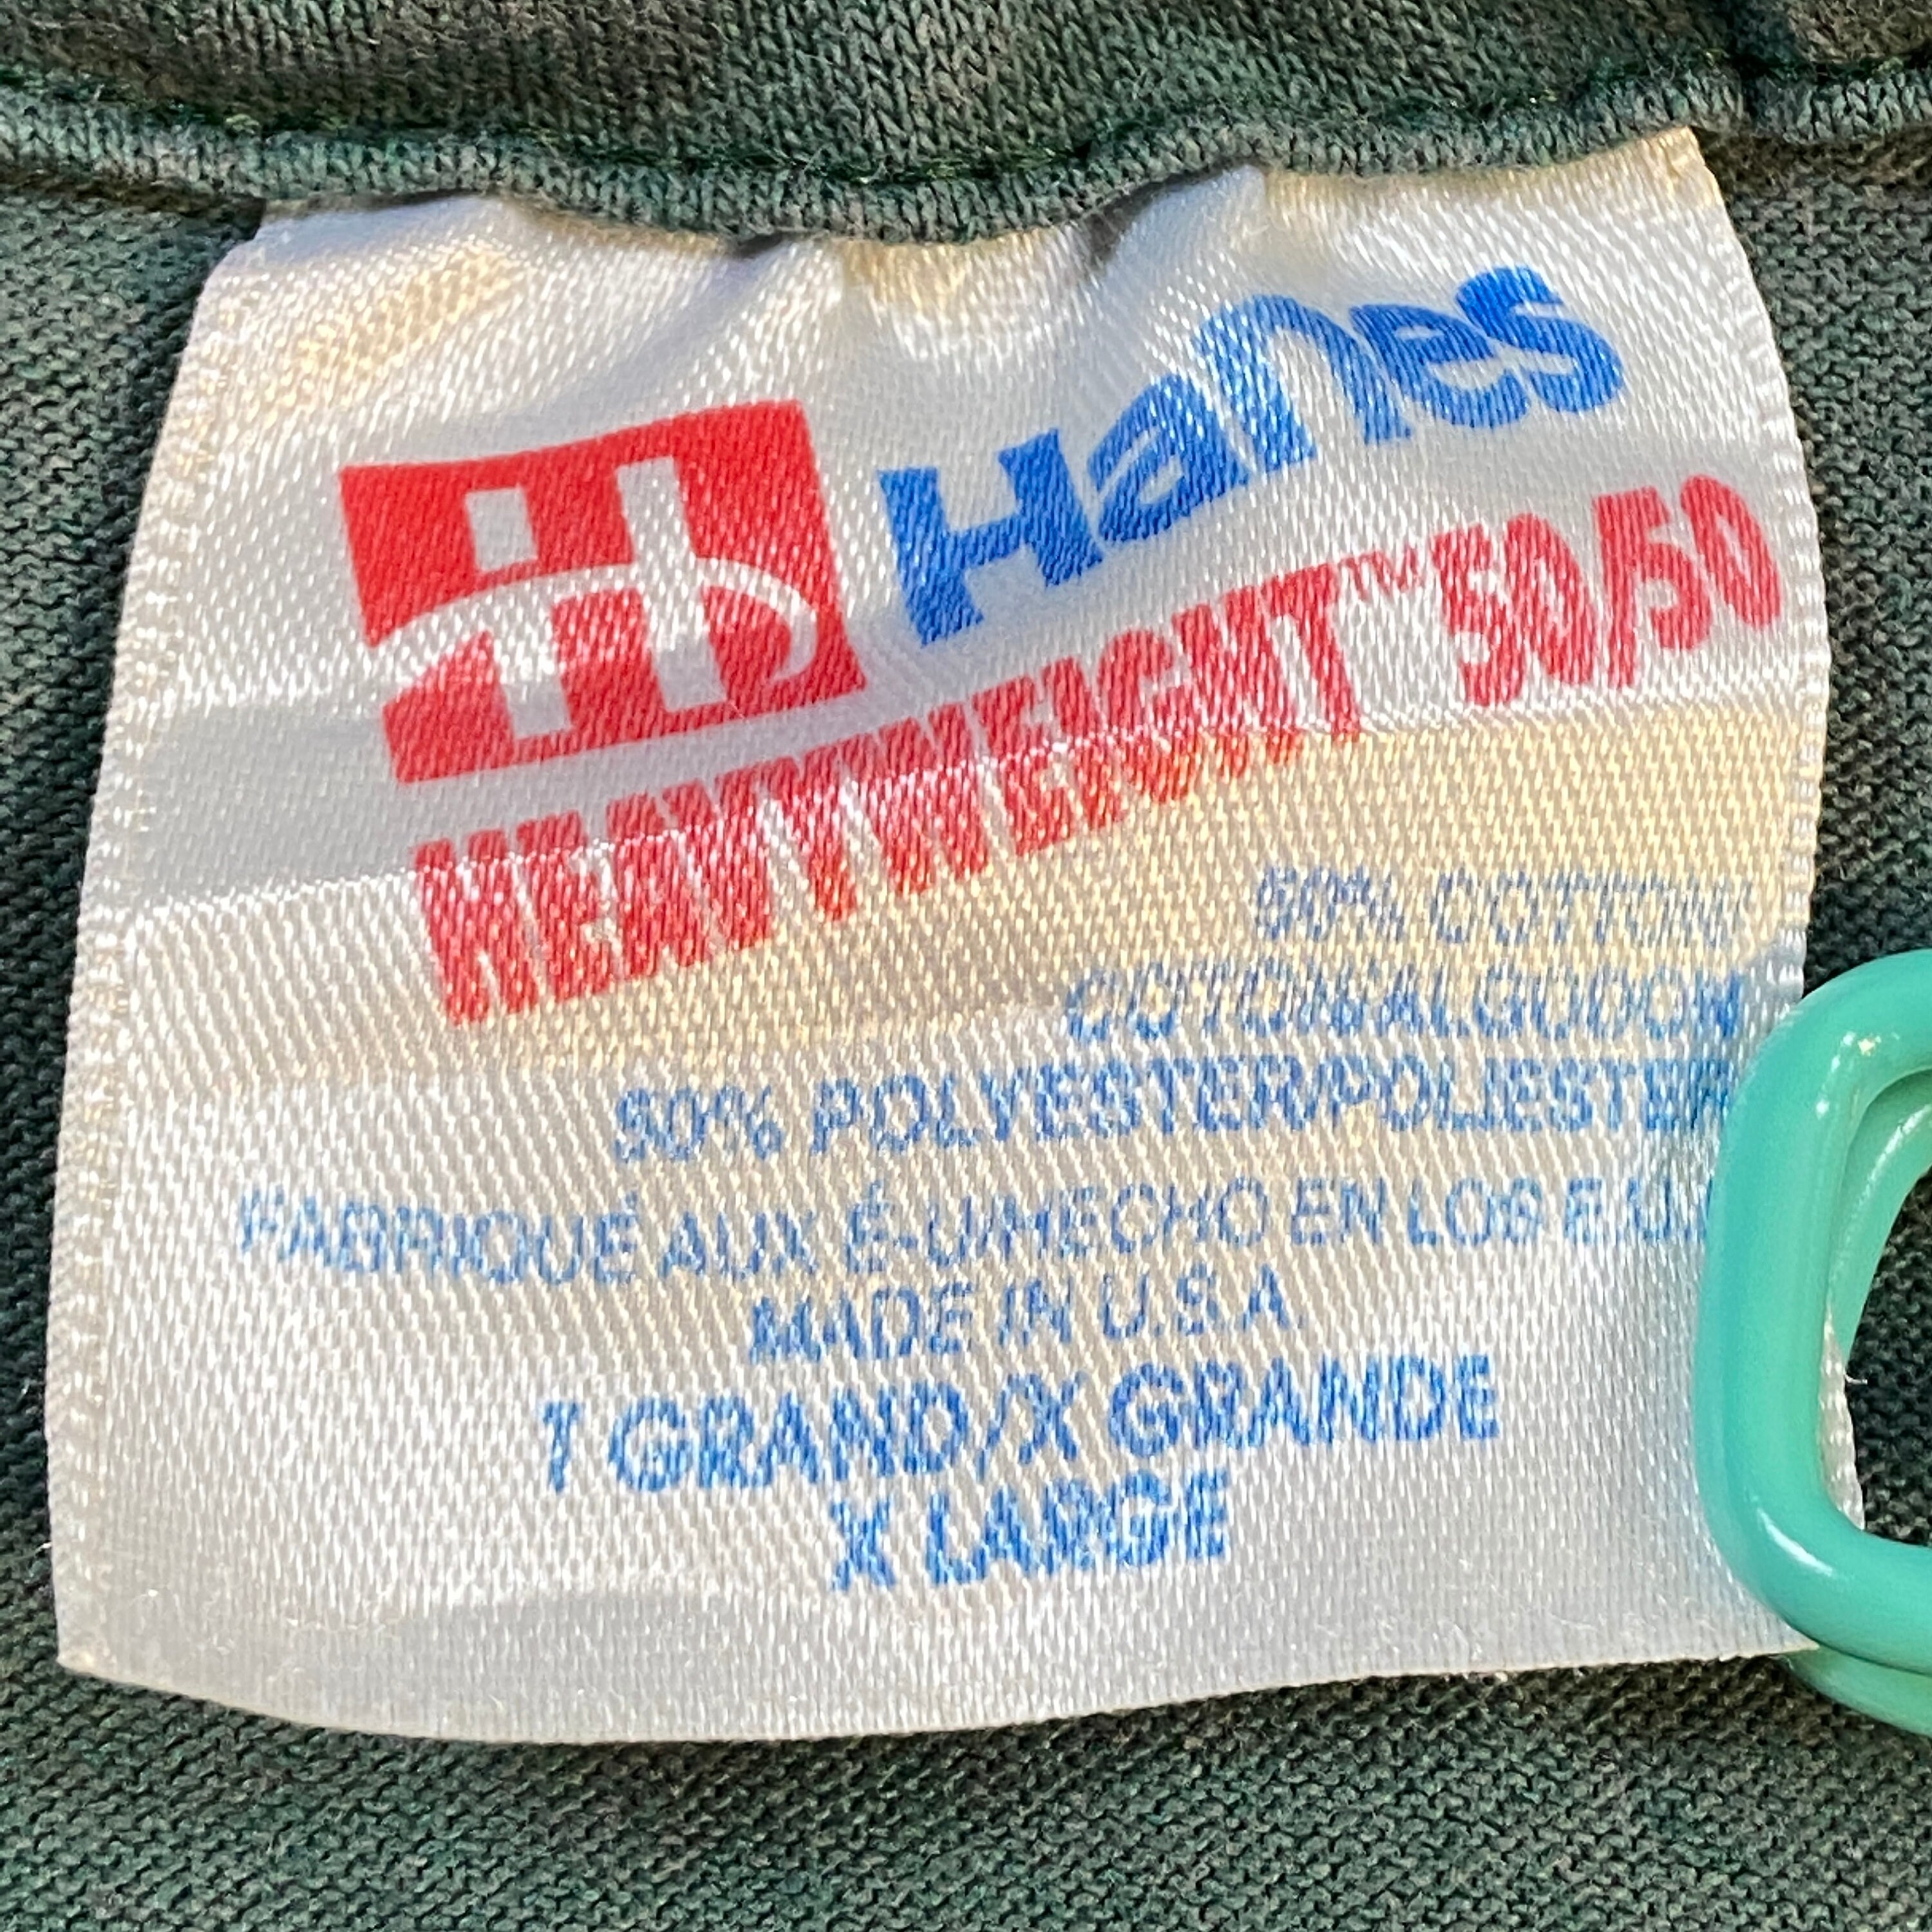 Hanes
HEAVYWEIGHT™ 50/50
50% COTTON/
COTON/ALGODON
50% POLYESTER/POLIESTER
FABRIQUÉ AUX É-U/HECHO EN LOS E.U.
MADE IN U.S.A.
T GRAND/X GRANDE
X LARGE